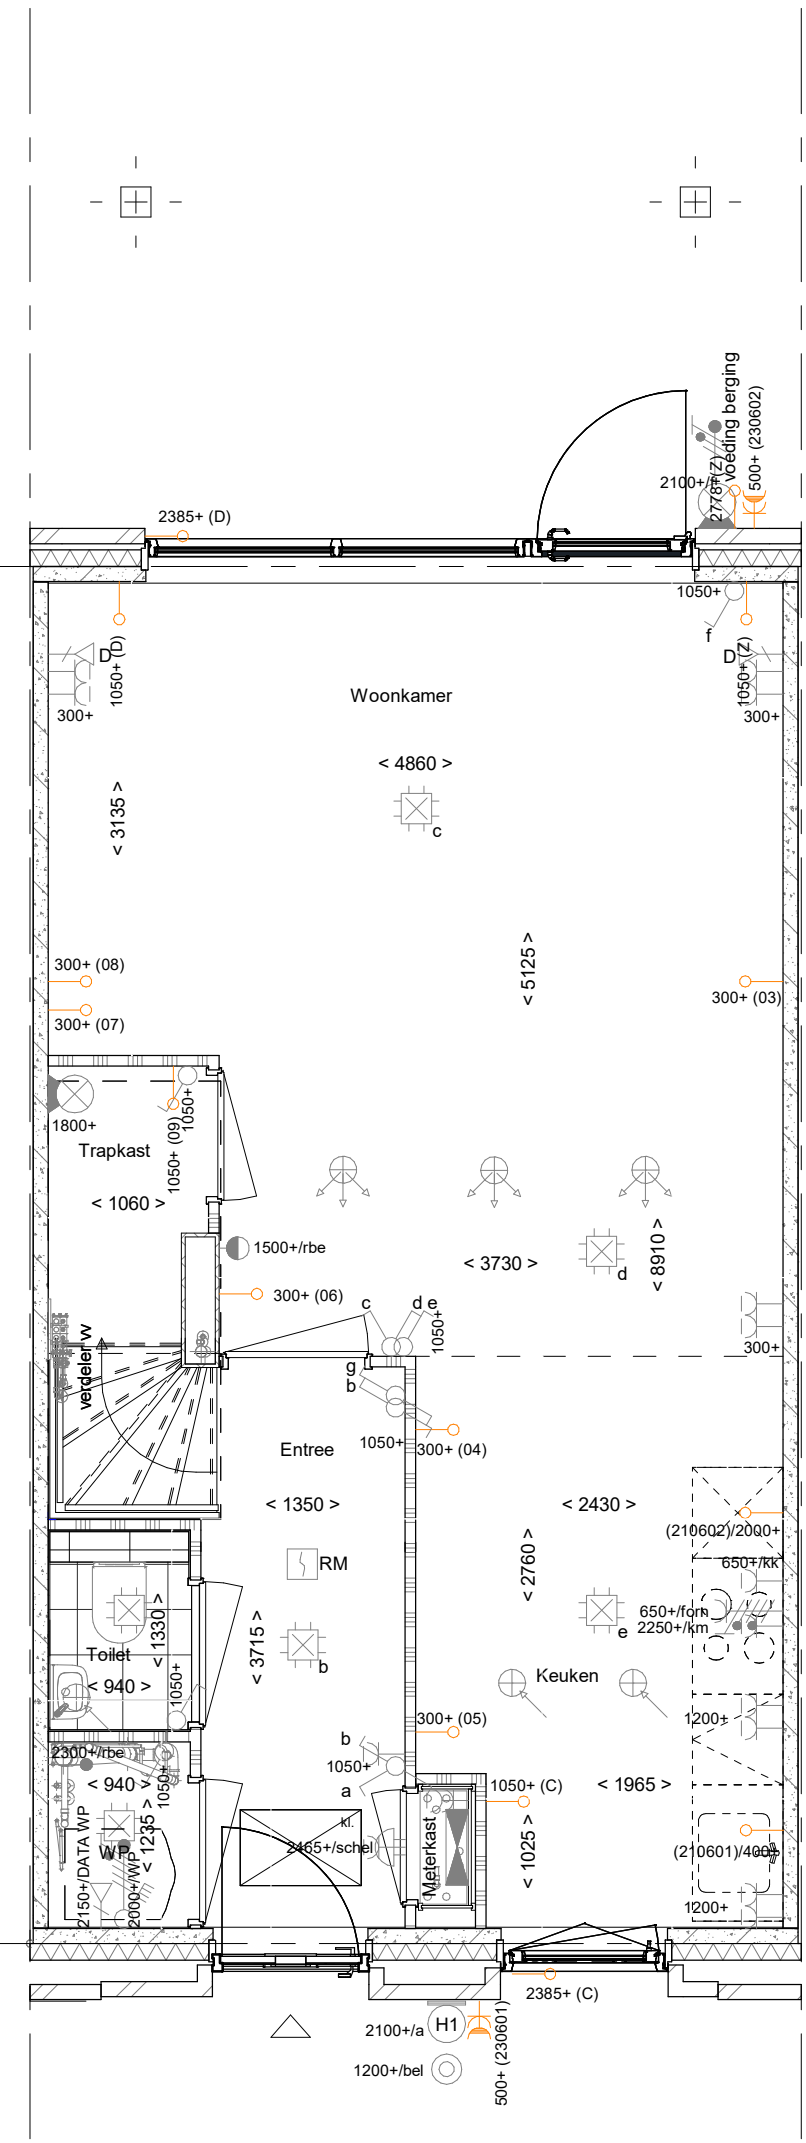 voeding berging
500+ (230602)
2100+/f
2778+(Z)
2385+ (D)
1050+
f
D
1050+ (D)
300+
D
1050+ (Z)
300+
Woonkamer
< 4860 >
c
< 3135 >
< 5125 >
300+ (08)
300+ (07)
300+ (03)
1800+
1050+
1050+ (09)
Trapkast
< 1060 >
1500+/rbe
< 3730 >
d
< 8910 >
300+ (06)
c
d e
1050+
300+
verdeler vv
g
b
1050+
300+ (04)
Entree
< 1350 >
< 2430 >
(210602)/2000+
< 2760 >
650+/kk
RM
650+/forn
2250+/km
e
< 1330 >
Toilet
< 3715 >
b
Keuken
< 940 >
1050+
1200+
300+ (05)
2300+/rbe
b
1050+
a
< 940 >
1050+
1050+ (C)
< 1965 >
< 1235 >
WP
2150+/DATA WP
2000+/WP
kl.
2465+/schel
Meterkast
< 1025 >
(210601)/400+
1200+
2385+ (C)
2100+/a
H1
500+ (230601)
1200+/bel